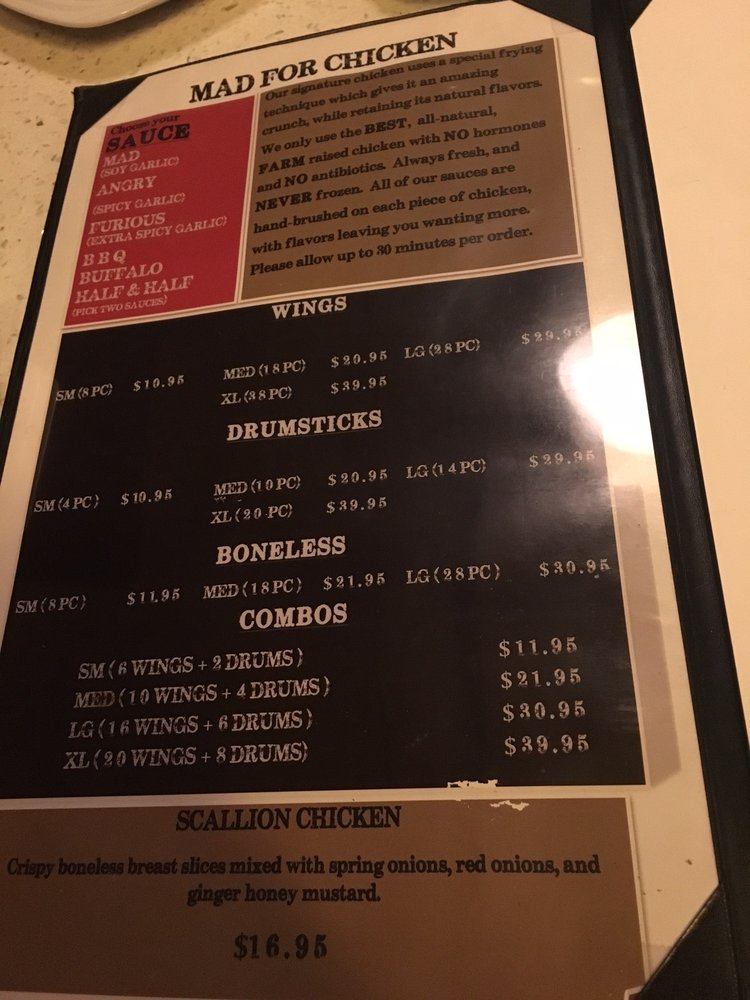 MAD FOR CHICKEN
Choose your
SAUCE
MAD
(SOY GARLIC)
ANGRY
(SPICY GARLIC)
FURIOUS
(EXTRA SPICY GARLIC)
BBQ
BUFFALO
HALF & HALF
(PICK TWO SAUCES)
Our signature chicken uses a special frying
technique which gives it an amazing
crunch, while retaining its natural flavors.
We only use the BEST, all-natural,
FARM raised chicken with NO hormones
and NO antibiotics. Always fresh, and
NEVER frozen. All of our sauces are
hand-brushed on each piece of chicken,
with flavors leaving you wanting more.
Please allow up to 30 minutes per order.
WINGS
SM (8 PC) $10.95 MED (18 PC) $20.95 LG (28 PC) $29.95
XL (38 PC) $39.95
DRUMSTICKS
SM (4 PC) $10.95 MED (10 PC) $20.95 LG (14 PC) $29.95
XL (20 PC) $39.95
BONELESS
SM (8 PC) $11.95 MED (18 PC) $21.95 LG (28 PC) $30.95
COMBOS
SM (6 WINGS + 2 DRUMS) $11.95
MED (10 WINGS + 4 DRUMS) $21.95
LG (16 WINGS + 6 DRUMS) $30.95
XL (20 WINGS + 8 DRUMS) $39.95
SCALLION CHICKEN
Crispy boneless breast slices mixed with spring onions, red onions, and
ginger honey mustard.
$16.95